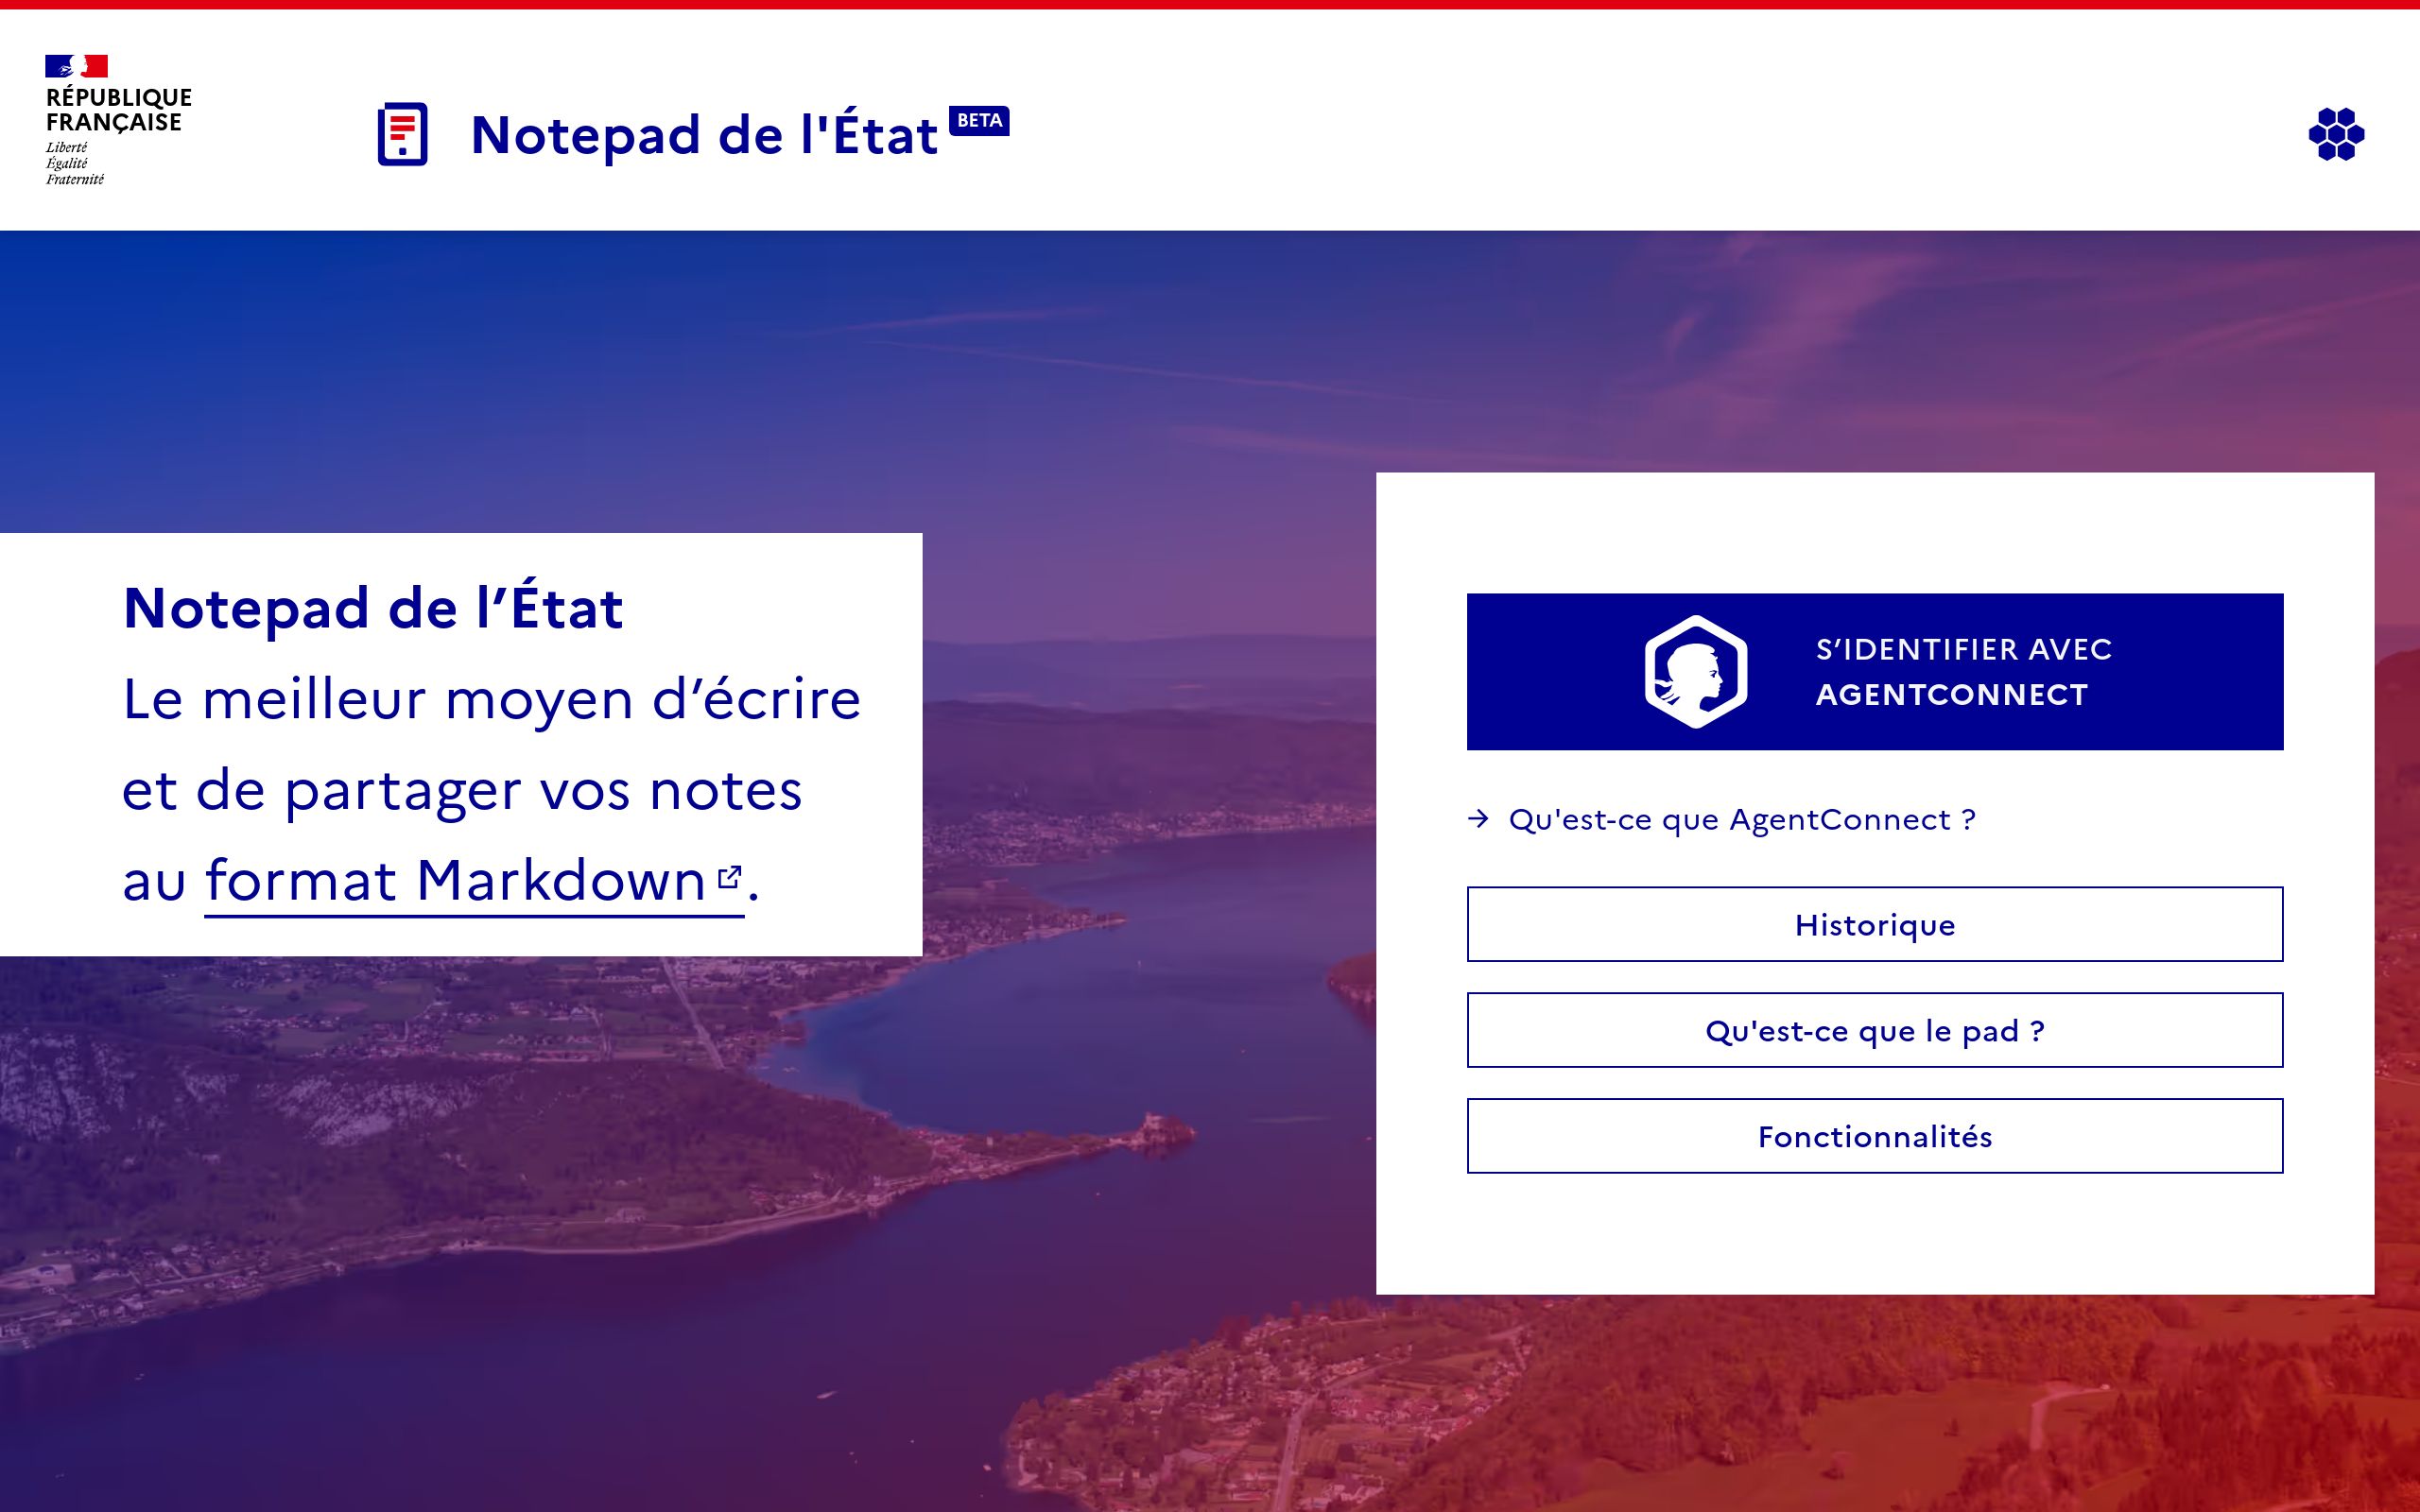 RÉPUBLIQUE
FRANÇAISE
Liberté
Égalité
Fraternité
Notepad de l'État BETA
Notepad de l’État
Le meilleur moyen d’écrire
et de partager vos notes
au format Markdown.
S’IDENTIFIER AVEC
AGENTCONNECT
Qu'est-ce que AgentConnect ?
Historique
Qu'est-ce que le pad ?
Fonctionnalités